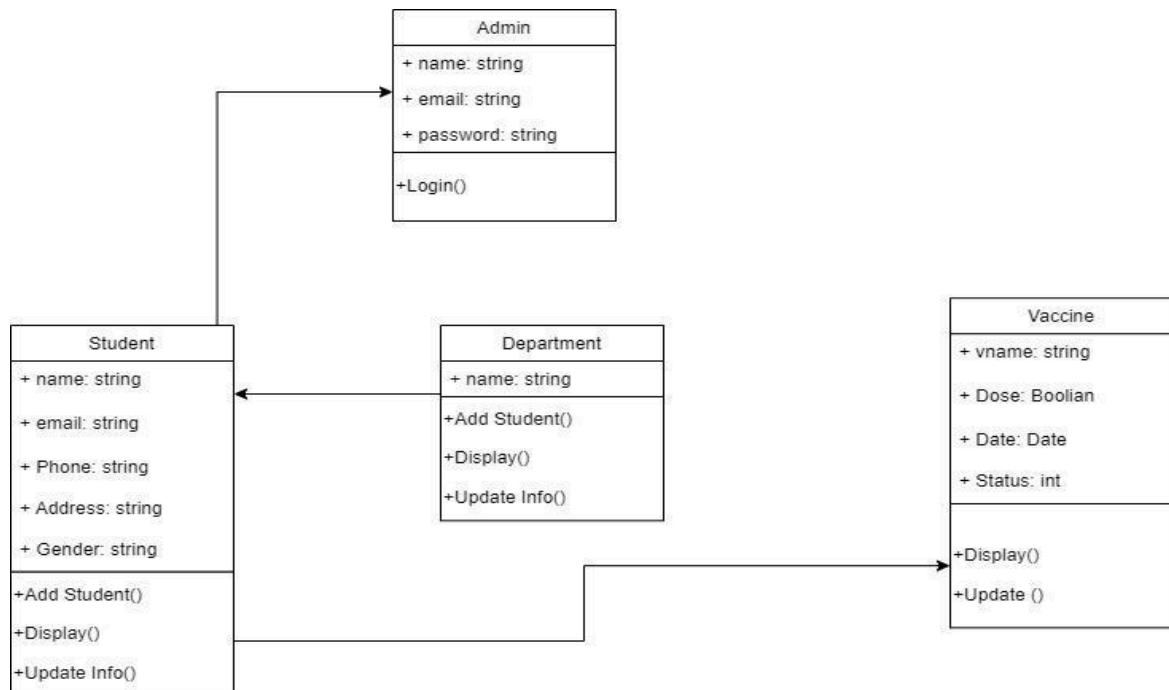 Admin
+ name: string
+ email: string
+ password: string
+Login()
Student
+ name: string
+ email: string
+ Phone: string
+ Address: string
+ Gender: string
+Add Student()
+Display()
+Update Info()
Department
+ name: string
+Add Student()
+Display()
+Update Info()
Vaccine
+ vname: string
+ Dose: Boolian
+ Date: Date
+ Status: int
+Display()
+Update ()